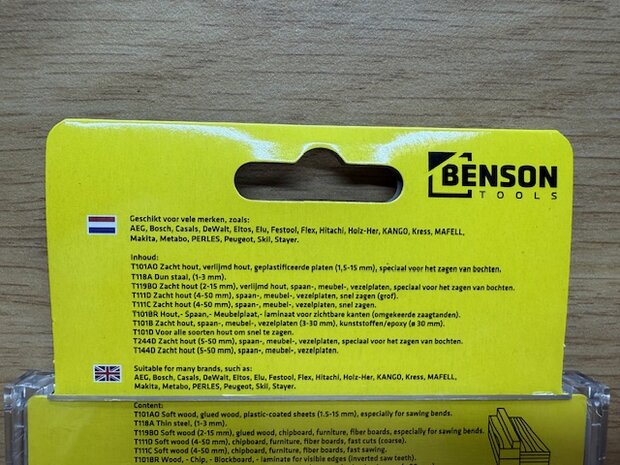 BENSON
TOOLS
Geschikt voor vele merken, zoals:
AEG, Bosch, Casals, DeWalt, Eltos, Elu, Festool, Flex, Hitachi, Holz-Her, KANGO, Kress, MAFELL,
Makita, Metabo, PERLES, Peugeot, Skil, Stayer.
Inhoud:
T101AO Zacht hout, verlijmd hout, geplastificeerde platen (1,5-15 mm), speciaal voor het zagen van bochten.
T118A Dun staal, (1-3 mm).
T119BO Zacht hout (2-15 mm), verlijmd hout, spaan-, meubel-, vezelplaten, speciaal voor het zagen van bochten.
T111D Zacht hout (4-50 mm), spaan-, meubel-, vezelplaten, snel zagen (grof).
T111C Zacht hout (4-50 mm), spaan-, meubel-, vezelplaten, snel zagen.
T101BR Hout,- Spaan,- Meubelplaat,- laminaat voor zichtbare kanten (omgekeerde zaagtanden).
T101B Zacht hout, spaan-, meubel-, vezelplaten (3-30 mm), kunststoffen/epoxy (ø 30 mm).
T101D Voor alle soorten hout om snel te zagen.
T244D Zacht hout (5-50 mm), spaan-, meubel-, vezelplaten, speciaal voor het zagen van bochten.
T144D Zacht hout (5-50 mm), spaan-, meubel-, vezelplaten.
Suitable for many brands, such as:
AEG, Bosch, Casals, DeWalt, Eltos, Elu, Festool, Flex, Hitachi, Holz-Her, KANGO, Kress, MAFELL,
Makita, Metabo, PERLES, Peugeot, Skil, Stayer.
Content:
T101AO Soft wood, glued wood, plastic-coated sheets (1.5-15 mm), especially for sawing bends.
T118A Thin steel, (1-3 mm).
T119BO Soft wood (2-15 mm), glued wood, chipboard, furniture, fiber boards, especially for sawing bends.
T111D Soft wood (4-50 mm), chipboard, furniture, fiber boards, fast cuts (coarse).
T111C Soft wood (4-50 mm), chipboard, furniture, fiber boards, fast sawing.
T101BR Wood, - Chip, - Blockboard, - laminate for visible edges (inverted saw teeth).